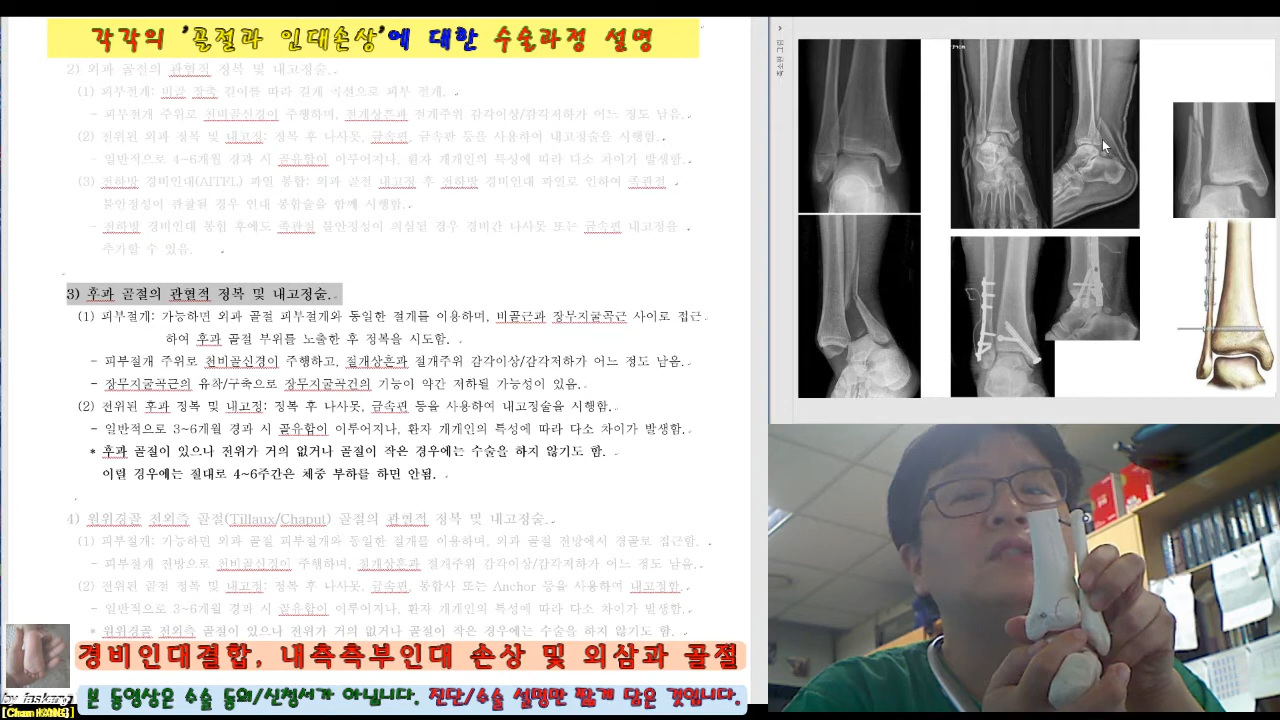 각각의 '골절과 인대손상'에 대한 수술과정 설명
2) 외과 골절의 관혈적 정복 및 내고정술.
(1) 피부절개: 비골 장축 길이를 따라 길게 직선으로 피부 절개.
- 피부절개 주위로 천비골신경이 주행하며, 절개상흔과 절개주위 감각이상/감각저하가 어느 정도 남음.
(2) 전위된 외과 정복 및 내고정: 정복 후 나사못, 금속판, 금속판 등을 사용하여 내고정술을 시행함.
- 일반적으로 4~6개월 경과 시 골유합이 이루어지나, 환자 개개인의 특성에 따라 다소 차이가 발생함.
(3) 전하방 경비인대(AITFL) 파열 봉합: 외과 골절 내고정 후 전하방 경비인대 파열로 인하여 족관절
불안정성이 관찰될 경우 인대 봉합술을 함께 시행함.
- 전하방 경비인대 봉합 후에도 족관절 불안정성이 의심될 경우 경비간 나사못 또는 금속판 내고정을
추가할 수 있음.
3) 후과 골절의 관혈적 정복 및 내고정술.
(1) 피부절개: 가능하면 외과 골절 피부절개와 동일한 절개를 이용하며, 비골근과 장무지굴곡근 사이로 접근
하여 후과 골절 부위를 노출한 후 정복을 시도함.
- 피부절개 주위로 천비골신경이 주행하고, 절개상흔과 절개주위 감각이상/감각저하가 어느 정도 남음.
- 장무지굴곡근의 유착/구축으로 장무지굴곡건의 기능이 약간 저하될 가능성이 있음.
(2) 전위된 후과 정복 및 내고정: 정복 후 나사못, 금속판 등을 사용하여 내고정술을 시행함.
- 일반적으로 3~6개월 경과 시 골유합이 이루어지나, 환자 개개인의 특성에 따라 다소 차이가 발생함.
* 후과 골절이 있으나 전위가 거의 없거나 골절이 작은 경우에는 수술을 하지 않기도 함.
이럴 경우에는 절대로 4~6주간은 체중 부하를 하면 안됨.
4) 원위경골 전외측 골절(Tillaux/Chaput) 골절의 관혈적 정복 및 내고정술.
(1) 피부절개: 가능하면 외과 골절 피부절개와 동일한 절개를 이용하며, 외과 골절 전방에서 경골로 접근함.
- 피부절개 전방으로 천비골신경이 주행하며, 절개상흔과 절개주위 감각이상/감각저하가 어느 정도 남음.
(2) 전위된 골절 정복 및 내고정: 정복 후 나사못, 금속판, 봉합사 또는 Anchor 등을 사용하여 내고정함.
- 일반적으로 3~6개월 경과 시 골유합이 이루어지나, 환자 개개인의 특성에 따라 다소 차이가 발생함.
* 원위경골 전외측 골절이 있으나 전위가 거의 없거나 골절이 작은 경우에는 수술을 하지 않기도 함.
경비인대결합, 내측측부인대 손상 및 외삼과 골절
본 동영상은 수술 동의/신청서가 아닙니다. 진단/수술 설명만 짧게 담은 것입니다.